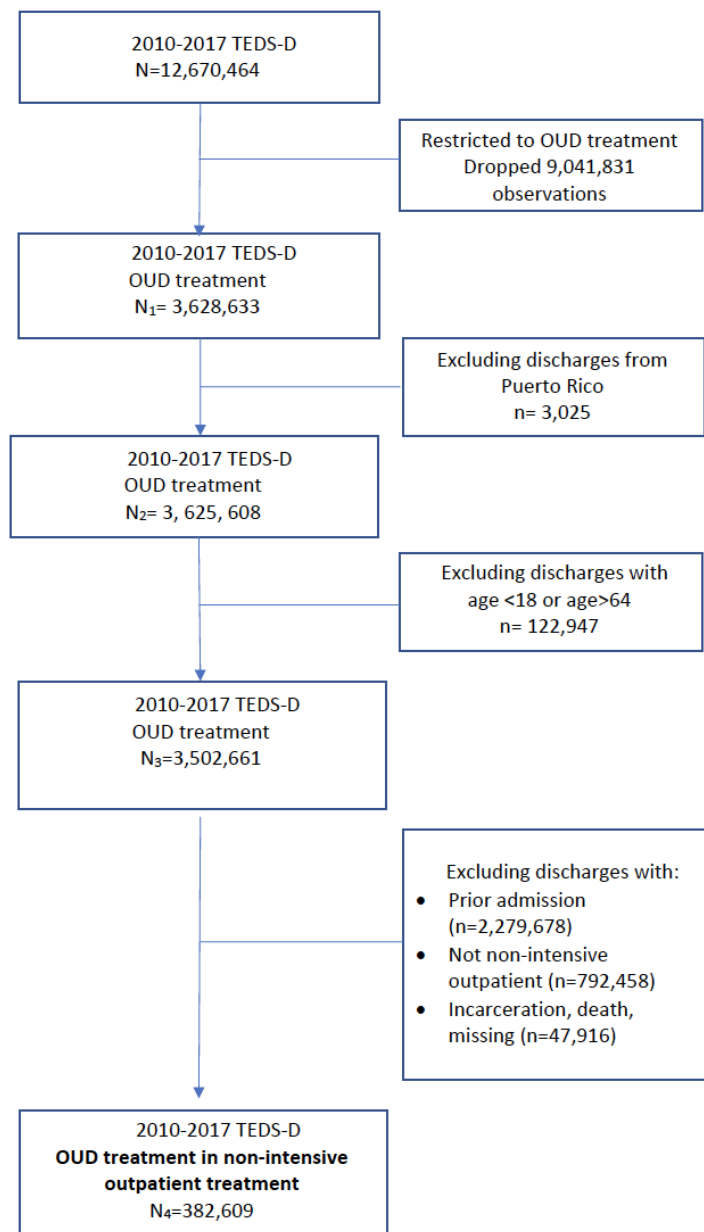 2010-2017 TEDS-D
N=12,670,464
Restricted to OUD treatment
Dropped 9,041,831
observations
2010-2017 TEDS-D
OUD treatment
N₁= 3,628,633
Excluding discharges from
Puerto Rico
n= 3,025
2010-2017 TEDS-D
OUD treatment
N₂= 3, 625, 608
Excluding discharges with
age <18 or age>64
n= 122,947
2010-2017 TEDS-D
OUD treatment
N₃=3,502,661
Excluding discharges with:
• Prior admission
(n=2,279,678)
• Not non-intensive
outpatient (n=792,458)
• Incarceration, death,
missing (n=47,916)
2010-2017 TEDS-D
OUD treatment in non-intensive
outpatient treatment
N₄=382,609